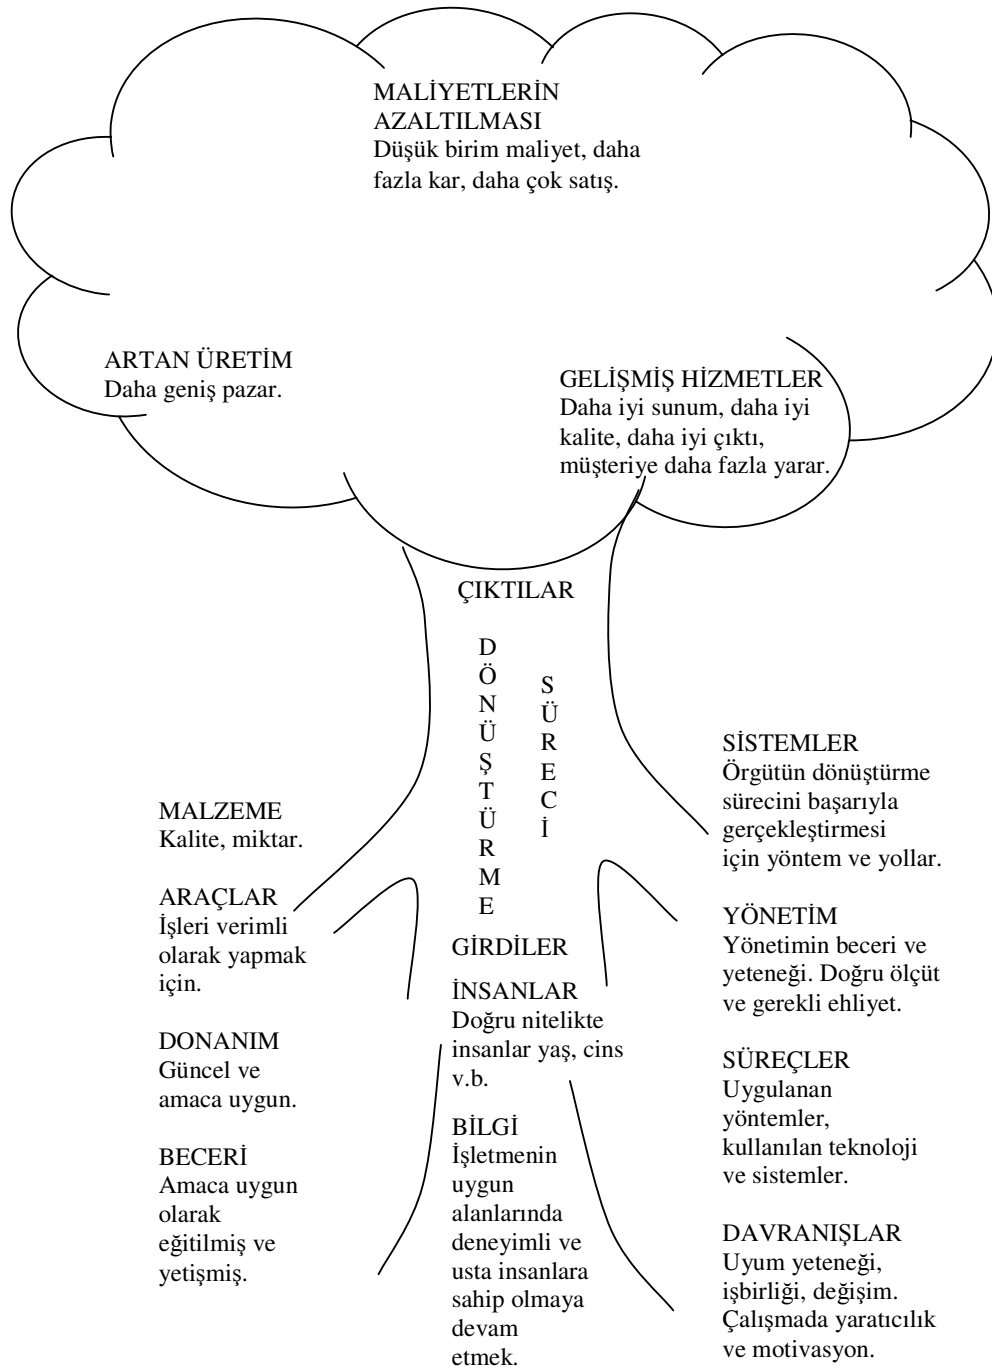 MALİYETLERİN
AZALTILMASI
Düşük birim maliyet, daha
fazla kar, daha çok satış.
ARTAN ÜRETİM
Daha geniş pazar.
GELİŞMİŞ HİZMETLER
Daha iyi sunum, daha iyi
kalite, daha iyi çıktı,
müşteriye daha fazla yarar.
ÇIKTILAR
DÖNÜŞTÜRME
SÜRECİ
MALZEME
Kalite, miktar.
ARAÇLAR
İşleri verimli
olarak yapmak
için.
DONANIM
Güncel ve
amaca uygun.
BECERİ
Amaca uygun
olarak
eğitilmiş ve
yetişmiş.
GİRDİLER
İNSANLAR
Doğru nitelikte
insanlar yaş, cins
v.b.
BİLGİ
İşletmenin
uygun
alanlarında
deneyimli ve
usta insanlara
sahip olmaya
devam
etmek.
SİSTEMLER
Örgütün dönüştürme
sürecini başarıyla
gerçekleştirmesi
için yöntem ve yollar.
YÖNETİM
Yönetimin beceri ve
yeteneği. Doğru ölçüt
ve gerekli ehliyet.
SÜREÇLER
Uygulanan
yöntemler,
kullanılan teknoloji
ve sistemler.
DAVRANIŞLAR
Uyum yeteneği,
işbirliği, değişim.
Çalışmada yaratıcılık
ve motivasyon.